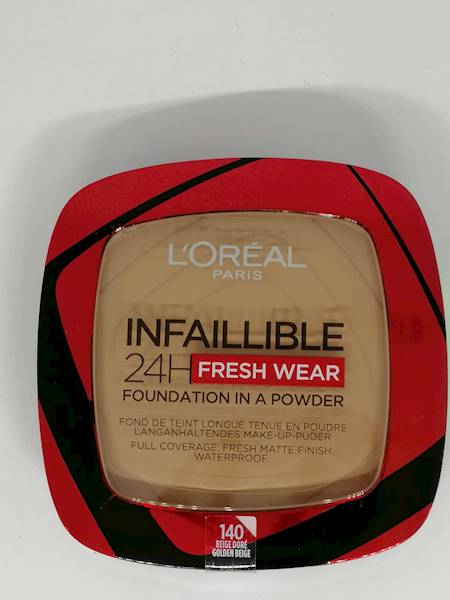 L'ORÉAL
PARIS
INFAILLIBLE
24H FRESH WEAR
FOUNDATION IN A POWDER
FOND DE TEINT LONGUE TENUE EN POUDRE
LANGANHALTENDES MAKE-UP-PUDER
FULL COVERAGE. FRESH MATTE FINISH.
WATERPROOF.
140
BEIGE DORÉ
GOLDEN BEIGE